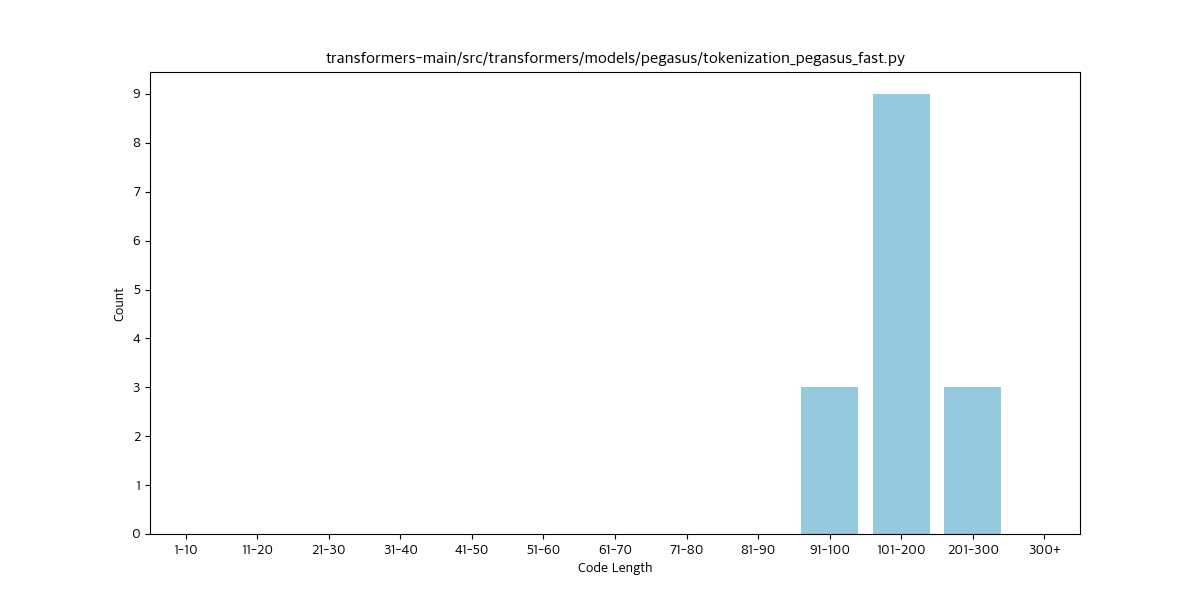 transformers-main/src/transformers/models/pegasus/tokenization_pegasus_fast.py
Count
9
8
7
6
5
4
3
2
1
0
1-10 11-20 21-30 31-40 41-50 51-60 61-70 71-80 81-90 91-100 101-200 201-300 300+
Code Length